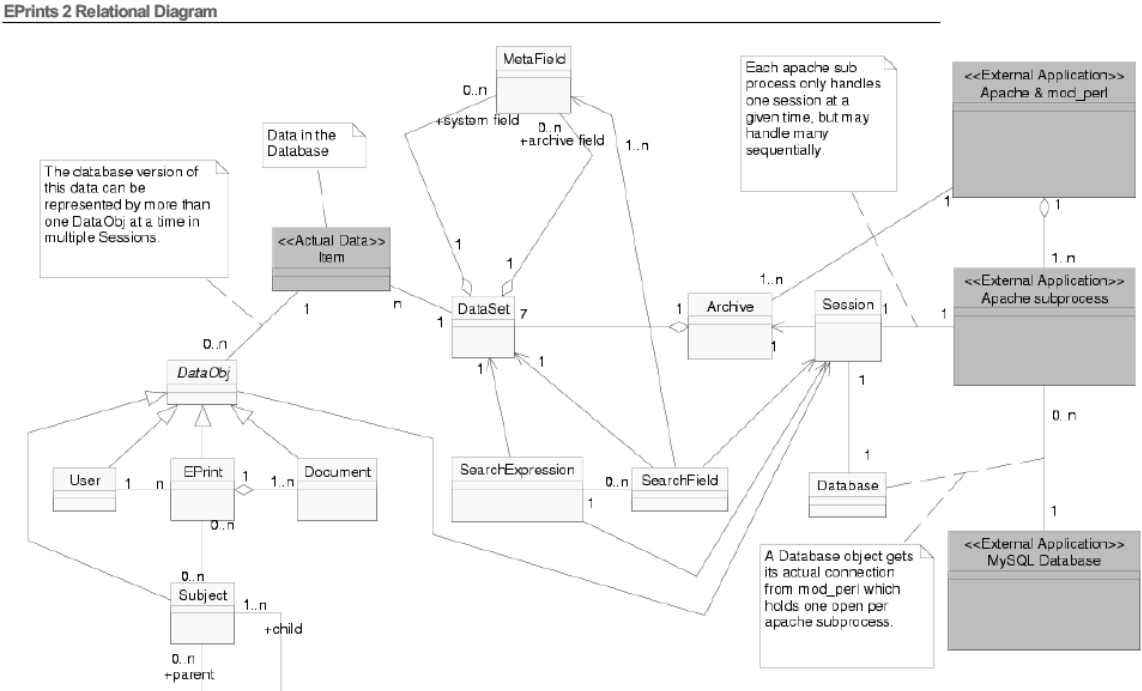 EPrints 2 Relational Diagram
MetaField
0..n
+system field
0..n
+archive field
1..n
Each apache sub
process only handles
one session at a
given time, but may
handle many
sequentially.
<<External Application>>
Apache & mod_perl
Data in the
Database
The database version of
this data can be
represented by more than
one DataObj at a time in
multiple Sessions.
1
1
<<Actual Data>>
Item
1
1
1..n
1..n
<<External Application>>
Apache subprocess
1
n
DataSet
1
7
1
Archive
1
Session
1
1
0..n
DataObj
1
1
1
0..n
User
1
n
EPrint
1
1..n
Document
SearchExpression
1
0..n
SearchField
1
Database
0..n
0..n
Subject
1..n
+child
0..n
+parent
A Database object gets
its actual connection
from mod_perl which
holds one open per
apache subprocess.
1
<<External Application>>
MySQL Database